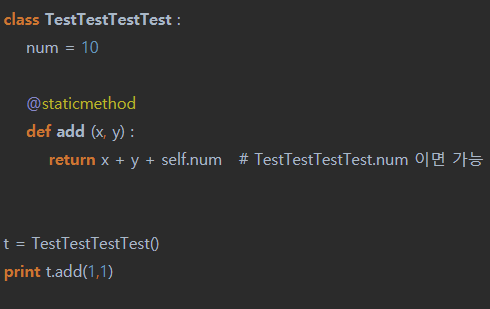 class TestTestTestTest :
num = 10
@staticmethod
def add (x, y) :
return x + y + self.num # TestTestTestTest.num 이면 가능
t = TestTestTestTest()
print t.add(1,1)